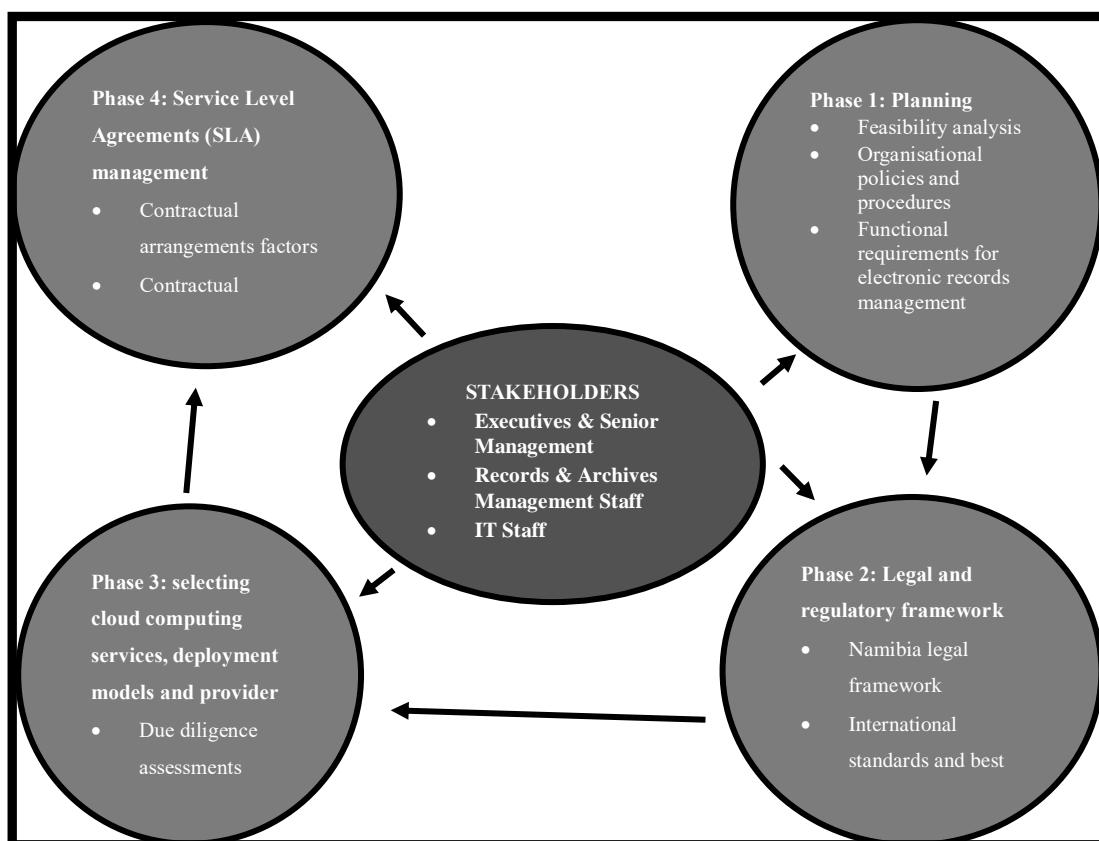 Phase 4: Service Level
Agreements (SLA)
management
• Contractual
arrangements factors
• Contractual
Phase 1: Planning
• Feasibility analysis
• Organisational
policies and
procedures
• Functional
requirements for
electronic records
management
STAKEHOLDERS
• Executives & Senior
Management
• Records & Archives
Management Staff
• IT Staff
Phase 3: selecting
cloud computing
services, deployment
models and provider
• Due diligence
assessments
Phase 2: Legal and
regulatory framework
• Namibia legal
framework
• International
standards and best